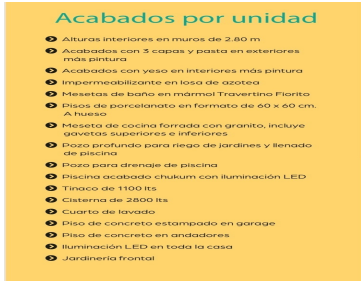 Acabados por unidad
Alturas interiores en muros de 2.80 m
Acabados con 3 capas y pasta en exteriores
más pintura
Acabados con yeso en interiores más pintura
Impermeabilizante en losa de azotea
Mesetas de baño en mármol Travertino Fiorito
Pisos de porcelanato en formato de 60 x 60 cm.
A hueso
Meseta de cocina forrada con granito, incluye
gavetas superiores e inferiores
Pozo profundo para riego de jardines y llenado
de piscina
Pozo para drenaje de piscina
Piscina acabado chukum con iluminación LED
Tinaco de 1100 lts
Cisterna de 2800 lts
Cuarto de lavado
Piso de concreto estampado en garage
Piso de concreto en andadores
Iluminación LED en toda la casa
Jardinería frontal